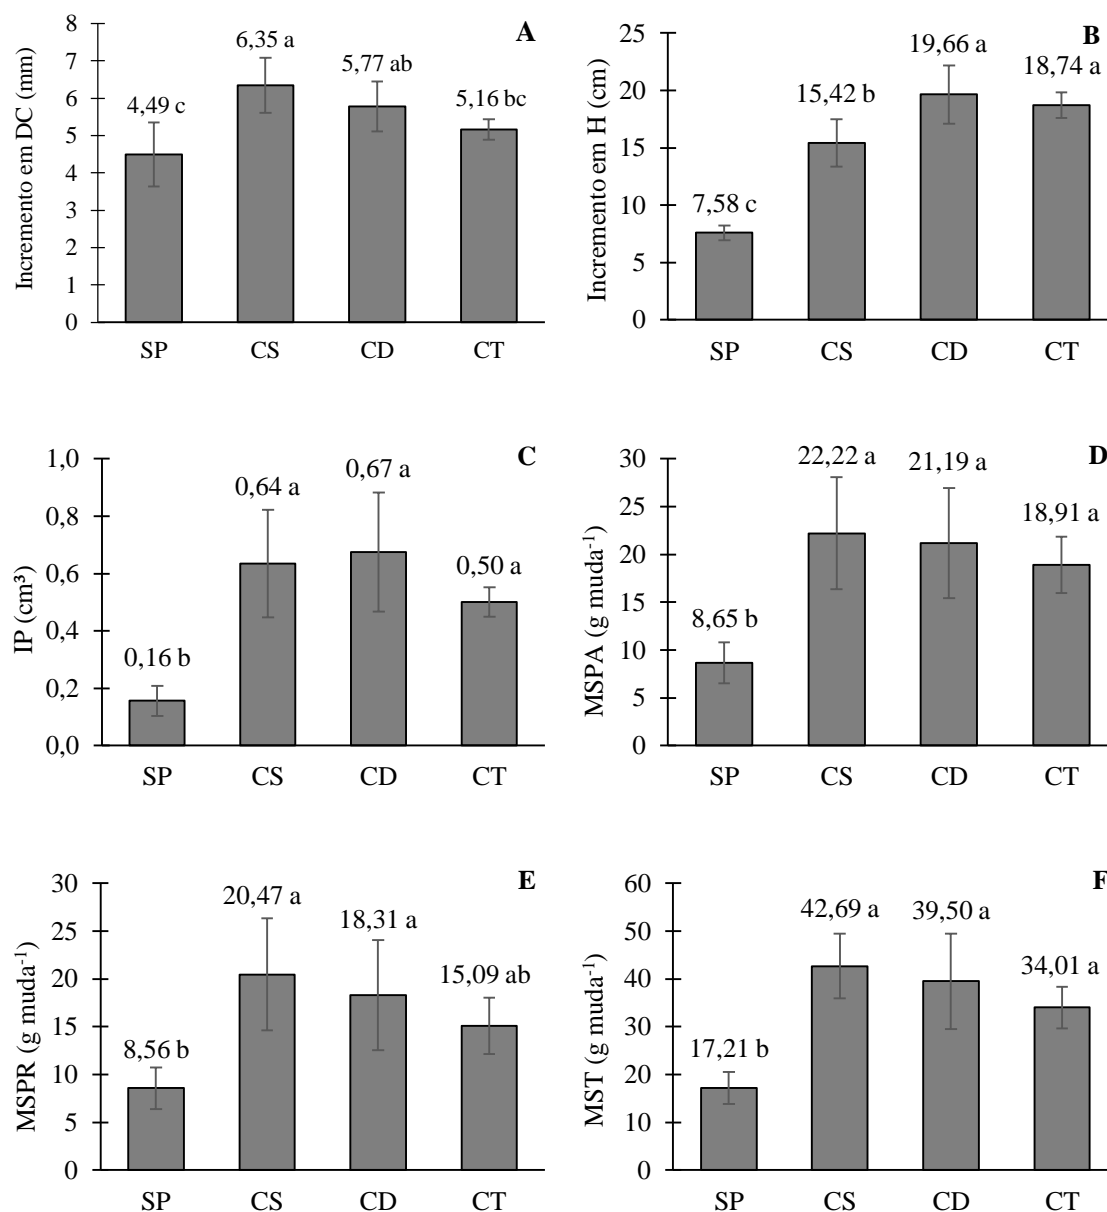 A
Incremento em DC (mm)
8
7
6
5
4
3
2
1
0
4,49 c
6,35 a
5,77 ab
5,16 bc
SP CS CD CT
B
Incremento em H (cm)
25
20
15
10
5
0
7,58 c
15,42 b
19,66 a
18,74 a
SP CS CD CT
C
IP (cm³)
1,0
0,8
0,6
0,4
0,2
0,0
0,16 b
0,64 a
0,67 a
0,50 a
SP CS CD CT
D
MSPA (g muda⁻¹)
30
25
20
15
10
5
0
8,65 b
22,22 a
21,19 a
18,91 a
SP CS CD CT
E
MSPR (g muda⁻¹)
30
25
20
15
10
5
0
8,56 b
20,47 a
18,31 a
15,09 ab
SP CS CD CT
F
MST (g muda⁻¹)
60
50
40
30
20
10
0
17,21 b
42,69 a
39,50 a
34,01 a
SP CS CD CT